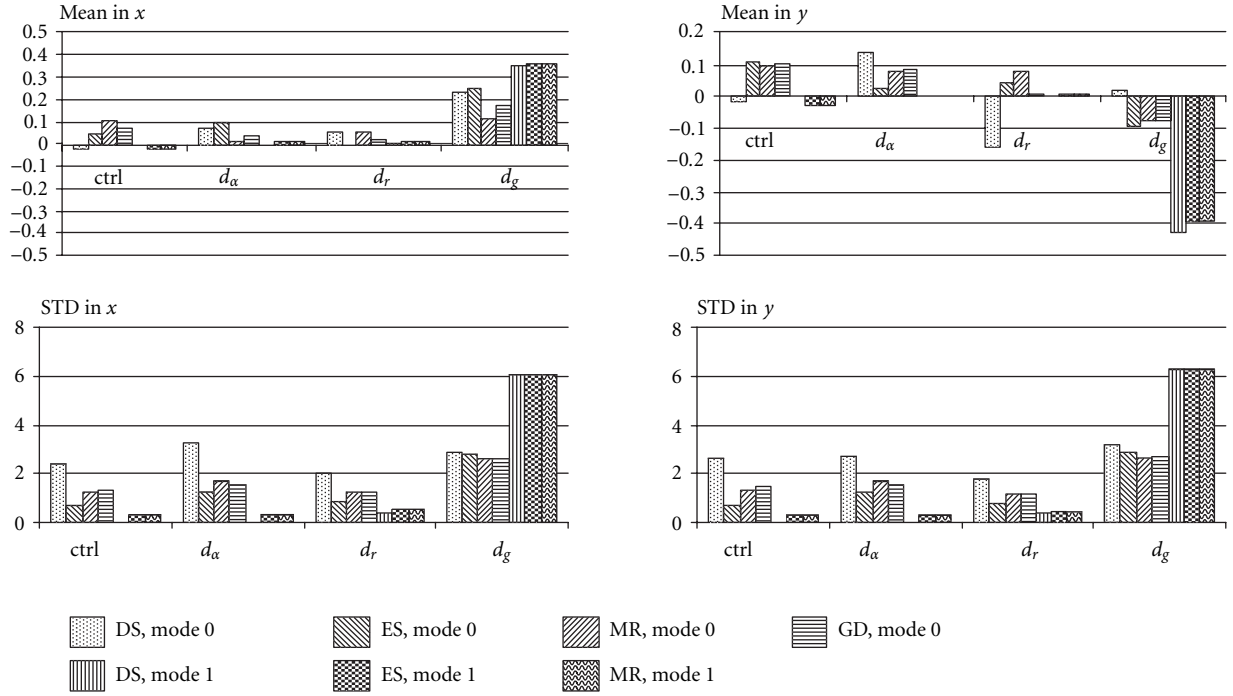 Mean in x
0.5
0.4
0.3
0.2
0.1
0
−0.1
−0.2
−0.3
−0.4
−0.5
ctrl
dα
dr
dg
Mean in y
0.2
0.1
0
−0.1
−0.2
−0.3
−0.4
−0.5
ctrl
dα
dr
dg
STD in x
8
6
4
2
0
ctrl
dα
dr
dg
STD in y
8
6
4
2
0
ctrl
dα
dr
dg
DS, mode 0
ES, mode 0
MR, mode 0
GD, mode 0
DS, mode 1
ES, mode 1
MR, mode 1